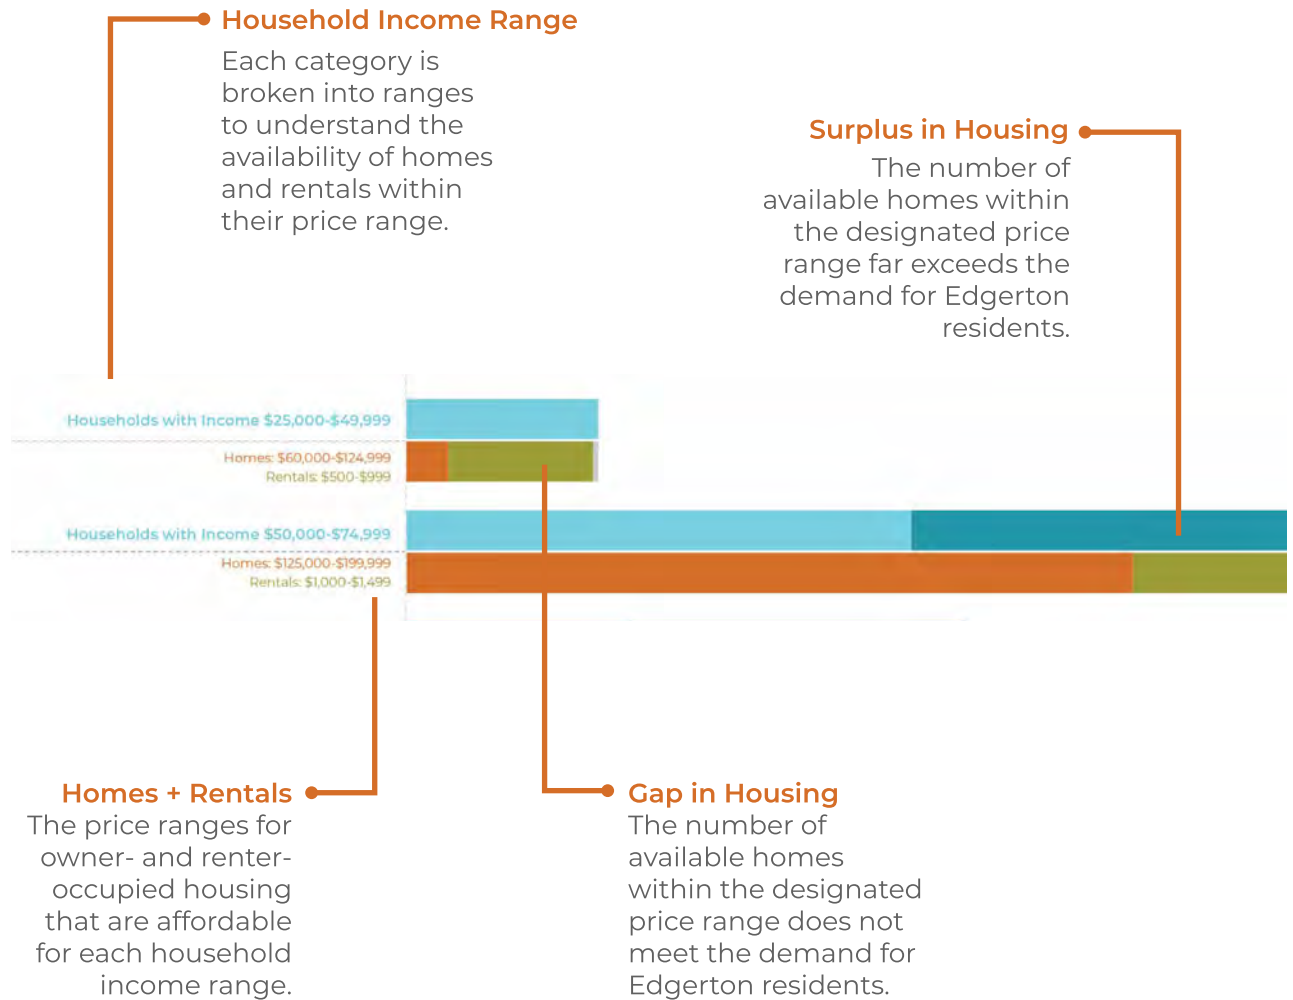 Household Income Range
Each category is
broken into ranges
to understand the
availability of homes
and rentals within
their price range.
Surplus in Housing
The number of
available homes within
the designated price
range far exceeds the
demand for Edgerton
residents.
Households with Income $25,000-$49,999
Homes: $60,000-$124,999
Rentals: $500-$999
Households with Income $50,000-$74,999
Homes: $125,000-$199,999
Rentals: $1,000-$1,499
Homes + Rentals
The price ranges for
owner- and renter-
occupied housing
that are affordable
for each household
income range.
Gap in Housing
The number of
available homes
within the designated
price range does not
meet the demand for
Edgerton residents.